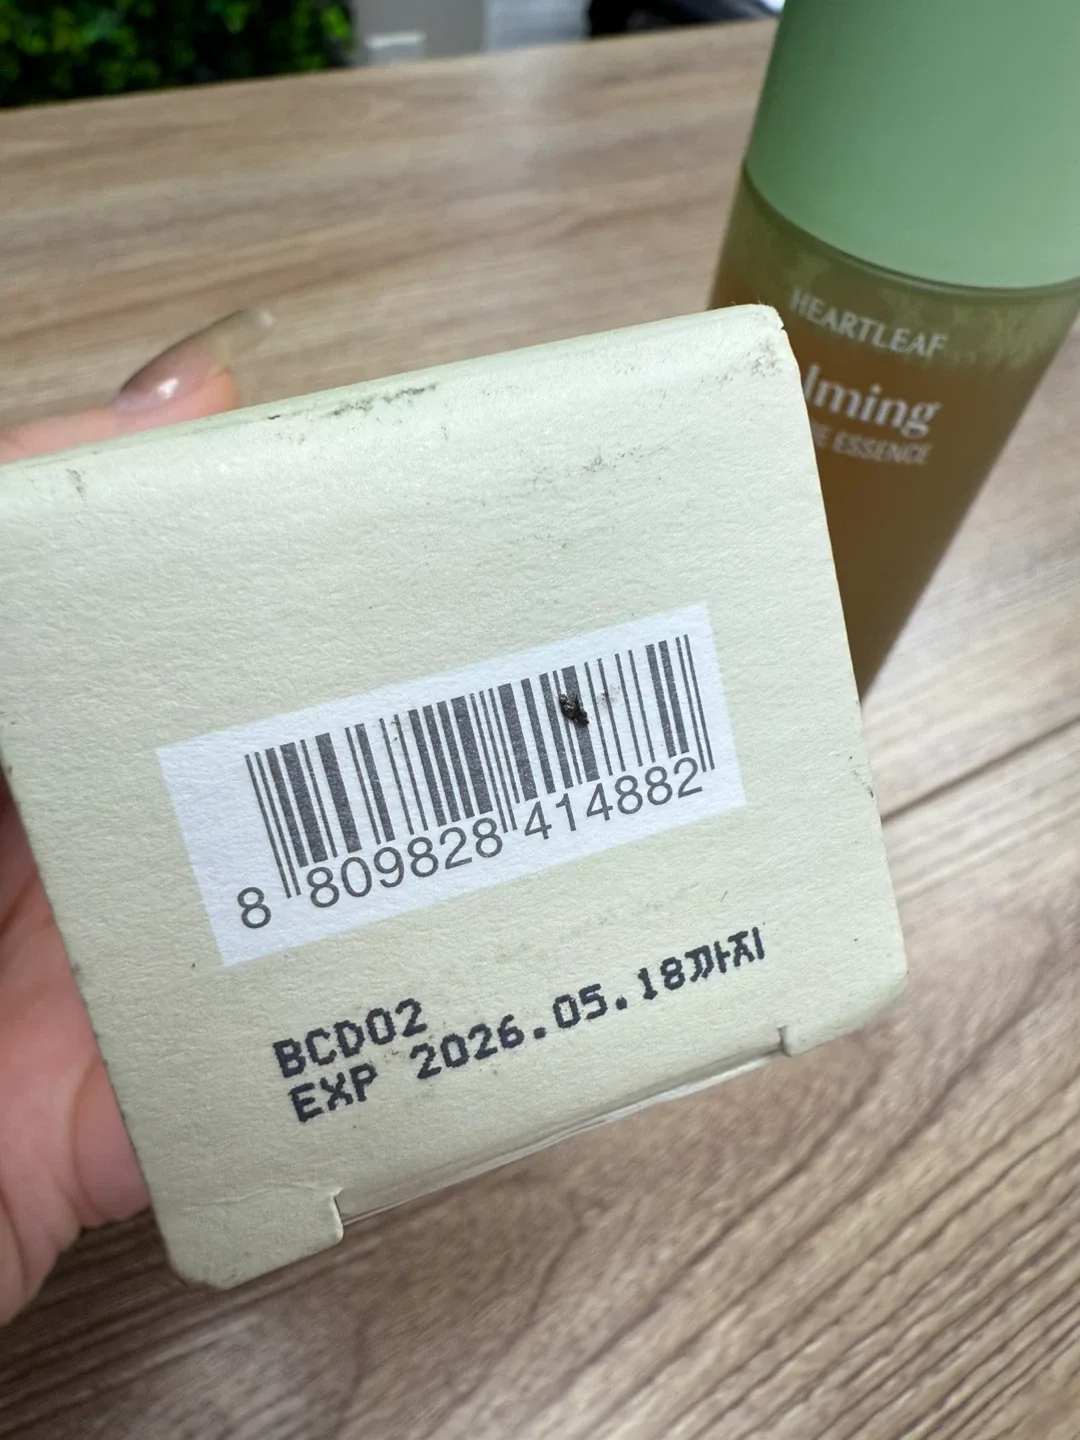 HEARTLEAF
lming
ESSENCE
8 809828 414882
BCD02
EXP 2026.05.18까지